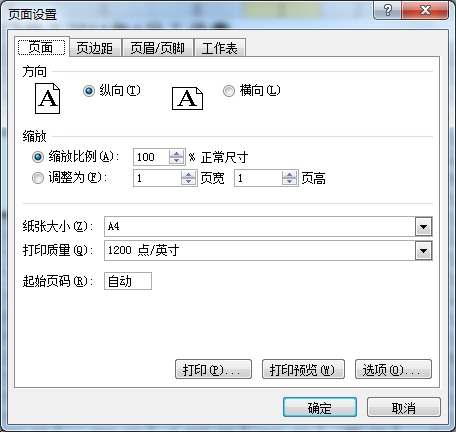 页面设置
页面 页边距 页眉/页脚 工作表
方向
A 纵向(T) A 横向(L)
缩放
缩放比例(A): 100 % 正常尺寸
调整为(F): 1 页宽 1 页高
纸张大小(Z): A4
打印质量(Q): 1200 点/英寸
起始页码(R): 自动
打印(P)... 打印预览(W) 选项(O)...
确定 取消